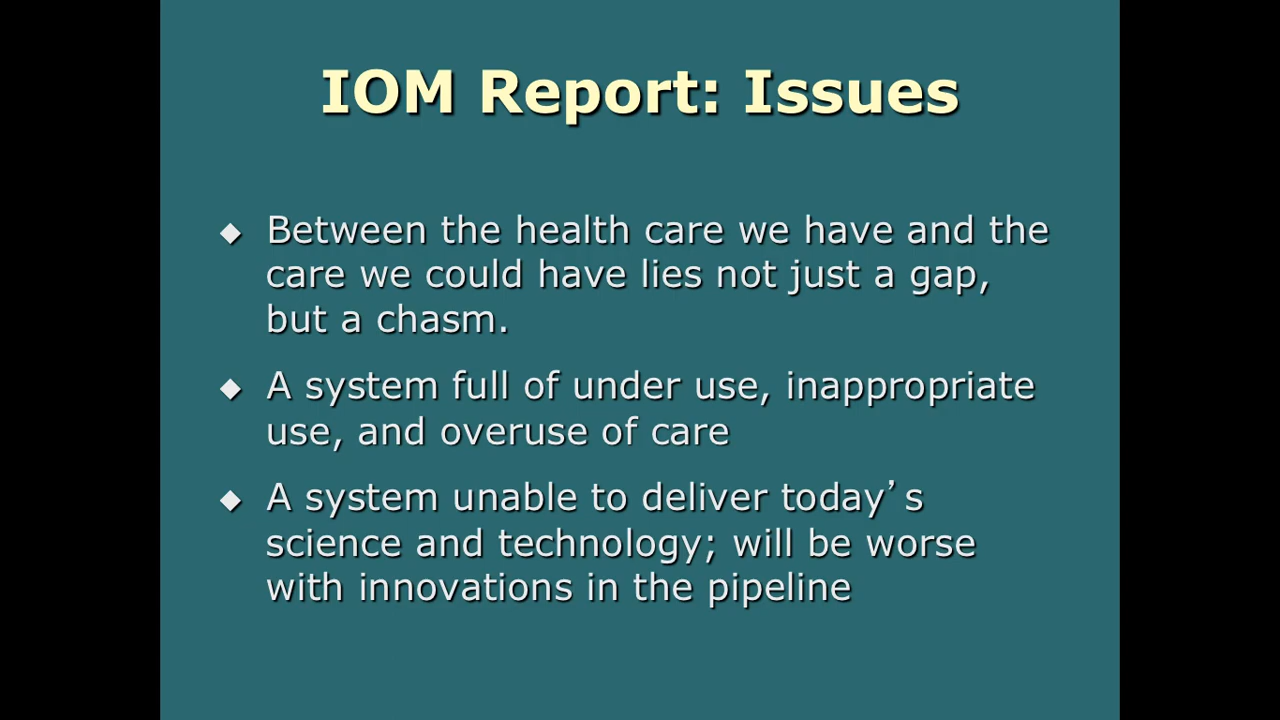 IOM Report: Issues
◆ Between the health care we have and the
care we could have lies not just a gap,
but a chasm.
◆ A system full of under use, inappropriate
use, and overuse of care
◆ A system unable to deliver today’s
science and technology; will be worse
with innovations in the pipeline